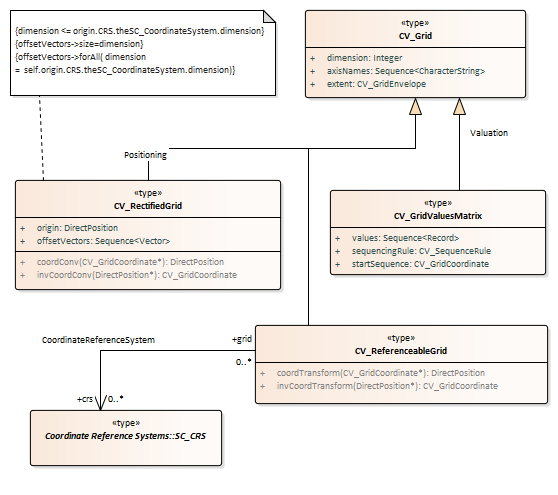 {dimension <= origin.CRS.theSC_CoordinateSystem.dimension}
{offsetVectors->size=dimension}
{offsetVectors->forAll( dimension
= self.origin.CRS.theSC_CoordinateSystem.dimension)}
«type»
CV_Grid
+ dimension: Integer
+ axisNames: Sequence<CharacterString>
+ extent: CV_GridEnvelope
Positioning
Valuation
«type»
CV_RectifiedGrid
+ origin: DirectPosition
+ offsetVectors: Sequence<Vector>
+ coordConv(CV_GridCoordinate*): DirectPosition
+ invCoordConv(DirectPosition*): CV_GridCoordinate
«type»
CV_GridValuesMatrix
+ values: Sequence<Record>
+ sequencingRule: CV_SequenceRule
+ startSequence: CV_GridCoordinate
CoordinateReferenceSystem
+grid
0..*
«type»
CV_ReferenceableGrid
+ coordTransform(CV_GridCoordinate*): DirectPosition
+ invCoordTransform(DirectPosition*): CV_GridCoordinate
+crs
0..*
«type»
Coordinate Reference Systems::SC_CRS